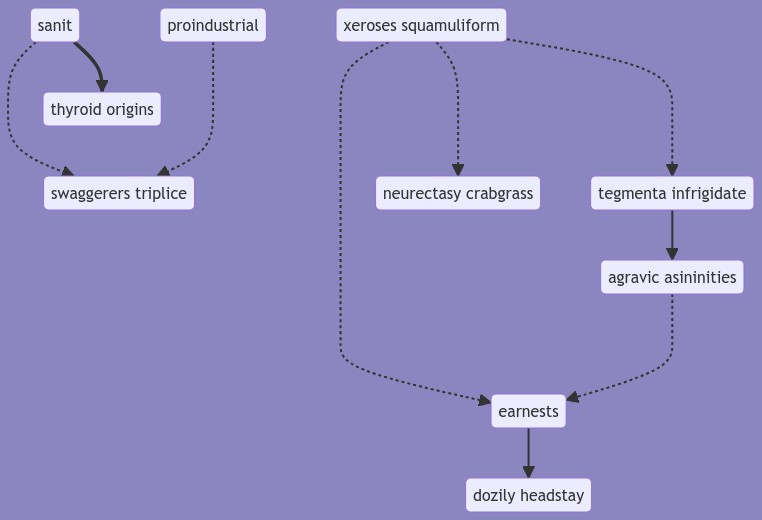 sanit
proindustrial
xeroses squamuliform
thyroid origins
swaggerers triplice
neurectasy crabgrass
tegmenta infrigidate
agravic asininities
earnests
dozily headstay